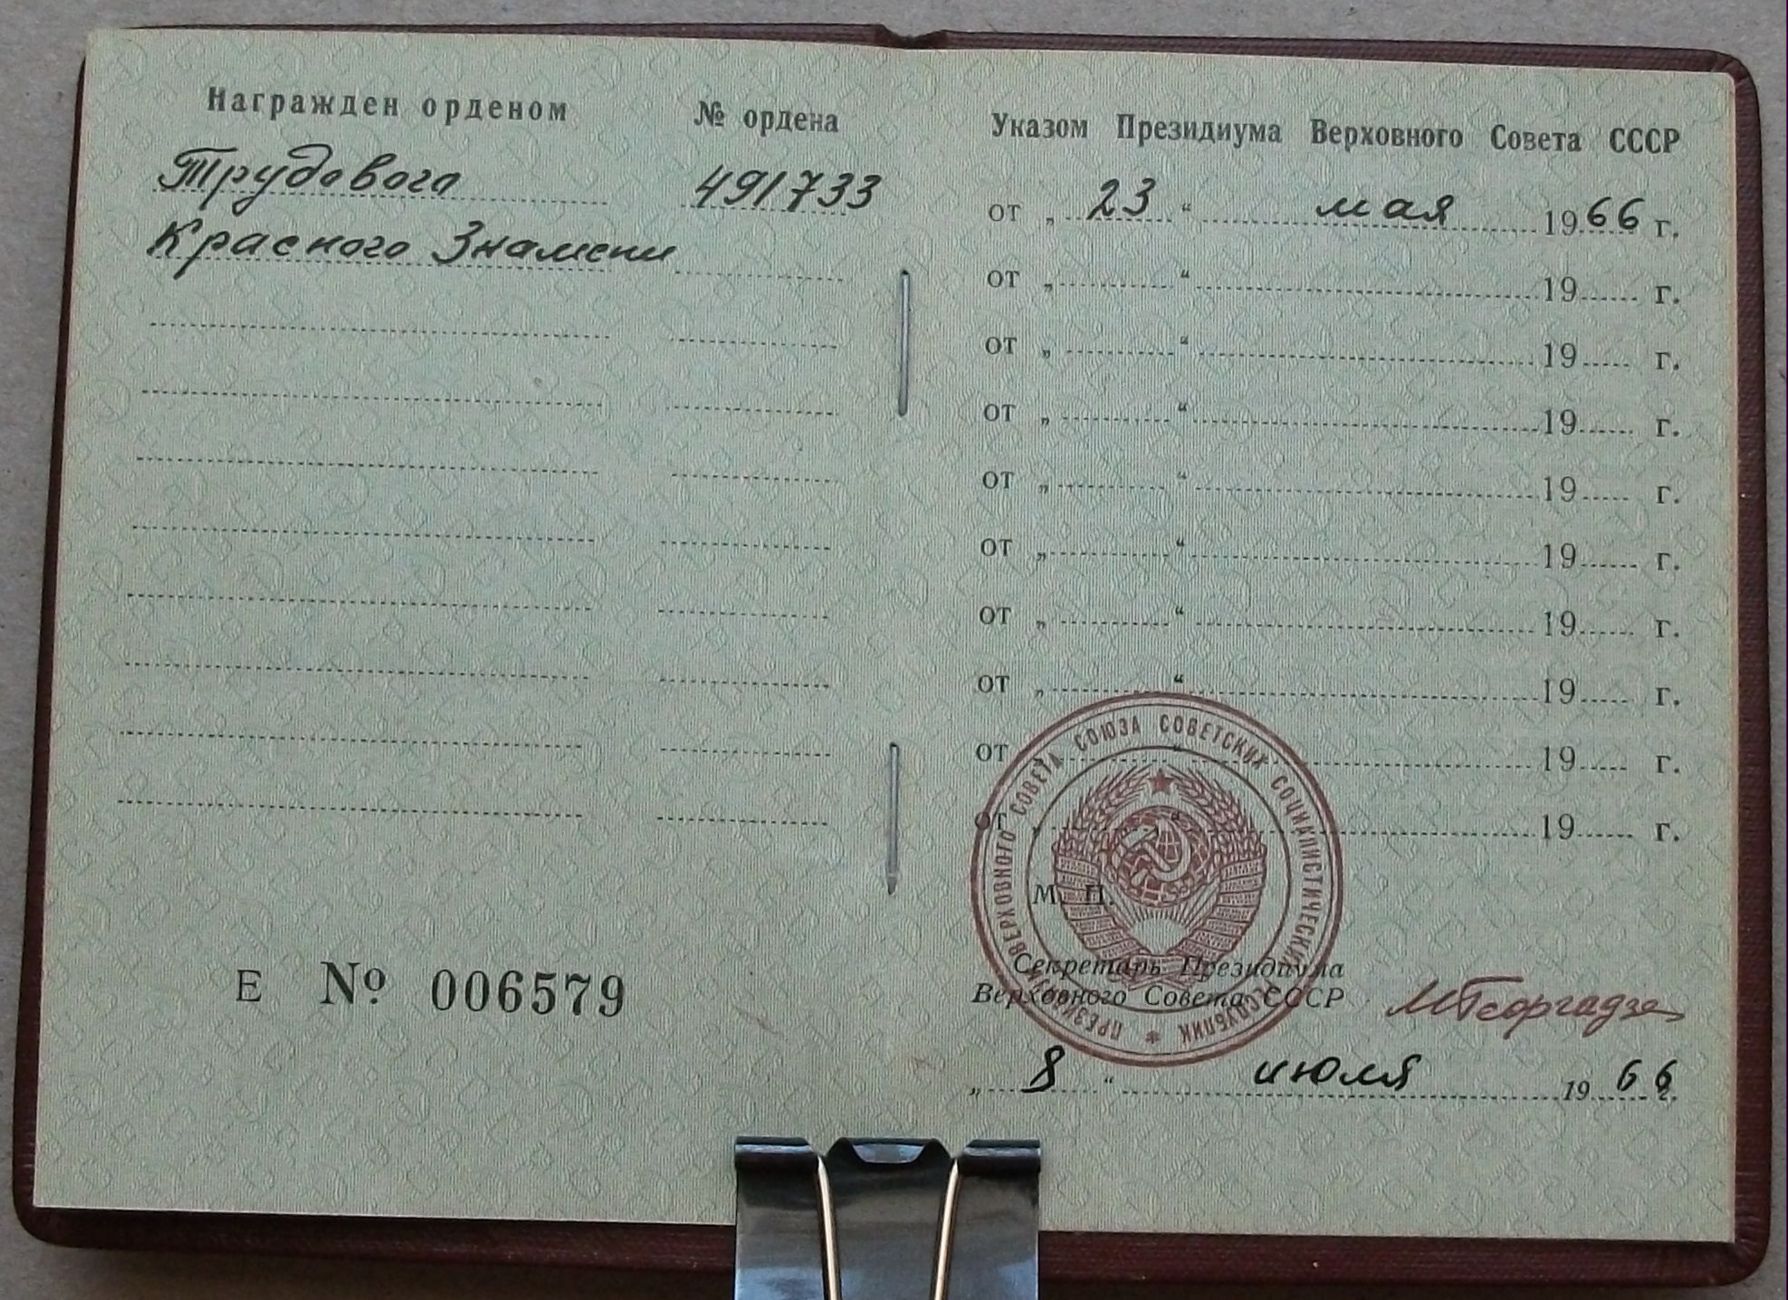 Награжден орденом
№ ордена
Трудового
491733
Красного Знамени
Е № 006579
Указом Президиума Верховного Совета СССР
от „ 23 “ мая 1966 г.
от „ “ 19 г.
от „ “ 19 г.
от „ “ 19 г.
от „ “ 19 г.
от „ “ 19 г.
от „ “ 19 г.
от „ “ 19 г.
от „ “ 19 г.
от „ “ 19 г.
ПРЕЗИДИУМ ВЕРХОВНОГО СОВЕТА СОЮЗА СОВЕТСКИХ СОЦИАЛИСТИЧЕСКИХ РЕСПУБЛИК *
М. П.
Секретарь Президиума
Верховного Совета СССР
МГеоргадзе
„ 8 “ июля 1966 г.